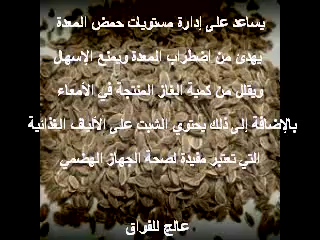 يساعد على إدارة مستويات حمض المعدة
يهدئ من اضطراب المعدة ويمنع الإسهال
ويقلل من كمية الغاز المنتجة في الأمعاء
بالإضافة إلى ذلك يحتوي الشبت على الألياف الغذائية
التي تعتبر مفيدة لصحة الجهاز الهضمي
عالج للفراق